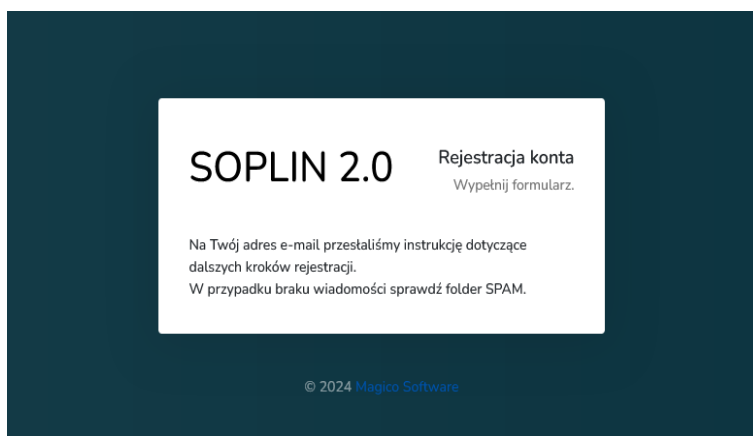 SOPLIN 2.0
Rejestracja konta
Wypełnij formularz.
Na Twój adres e-mail przesłaliśmy instrukcję dotyczące
dalszych kroków rejestracji.
W przypadku braku wiadomości sprawdź folder SPAM.
© 2024 Magico Software